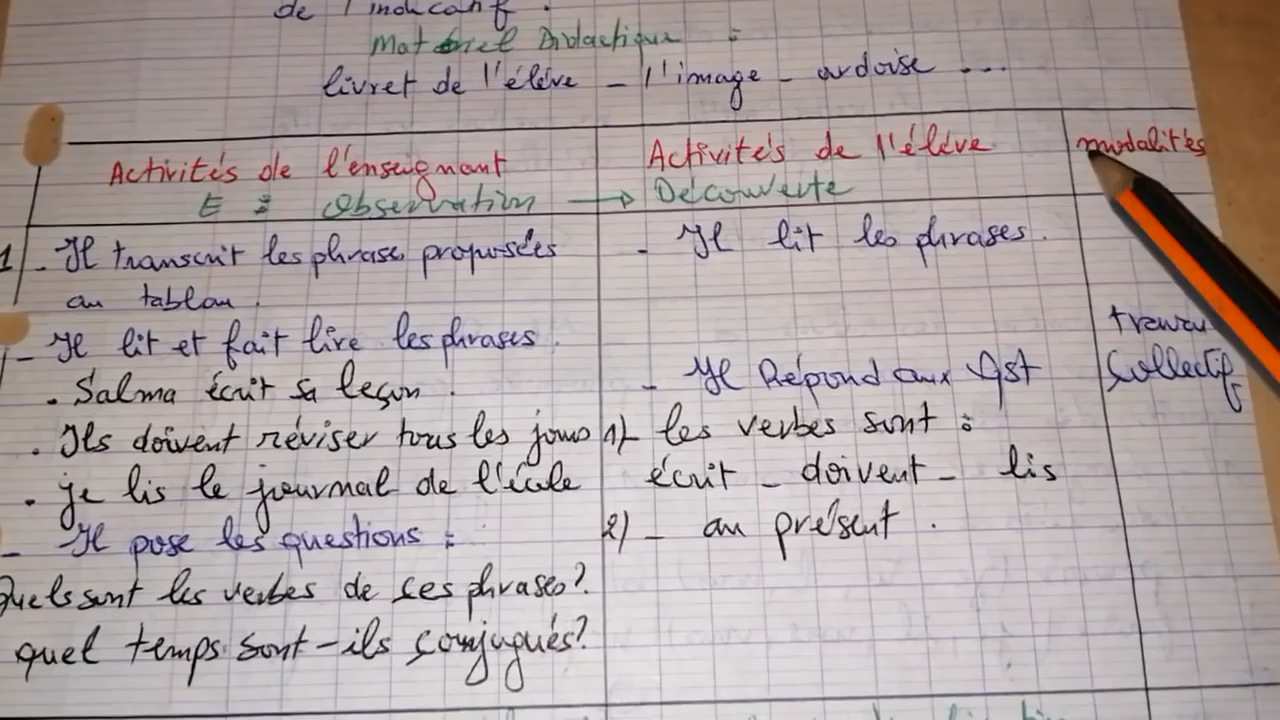 de l'indicatif.
Matériel Didactique :
livret de l'élève - l'image - ardoise ...
Activités de l'enseignant
Activités de l'élève
modalités
E : Observation → Découverte
1
- Il transcrit les phrases proposées
au tableau.
- Il lit les phrases.
- Il lit et fait lire les phrases.
. Salma écrit sa leçon.
- Il Répond aux Qst
travau
Collectif
. Ils doivent réviser tous les jours
1) les verbes sont :
. je lis le journal de l'école
écrit - doivent - lis
- Il pose les questions :
2) - au présent.
Quels sont les verbes de ces phrases?
quel temps sont-ils conjugués?